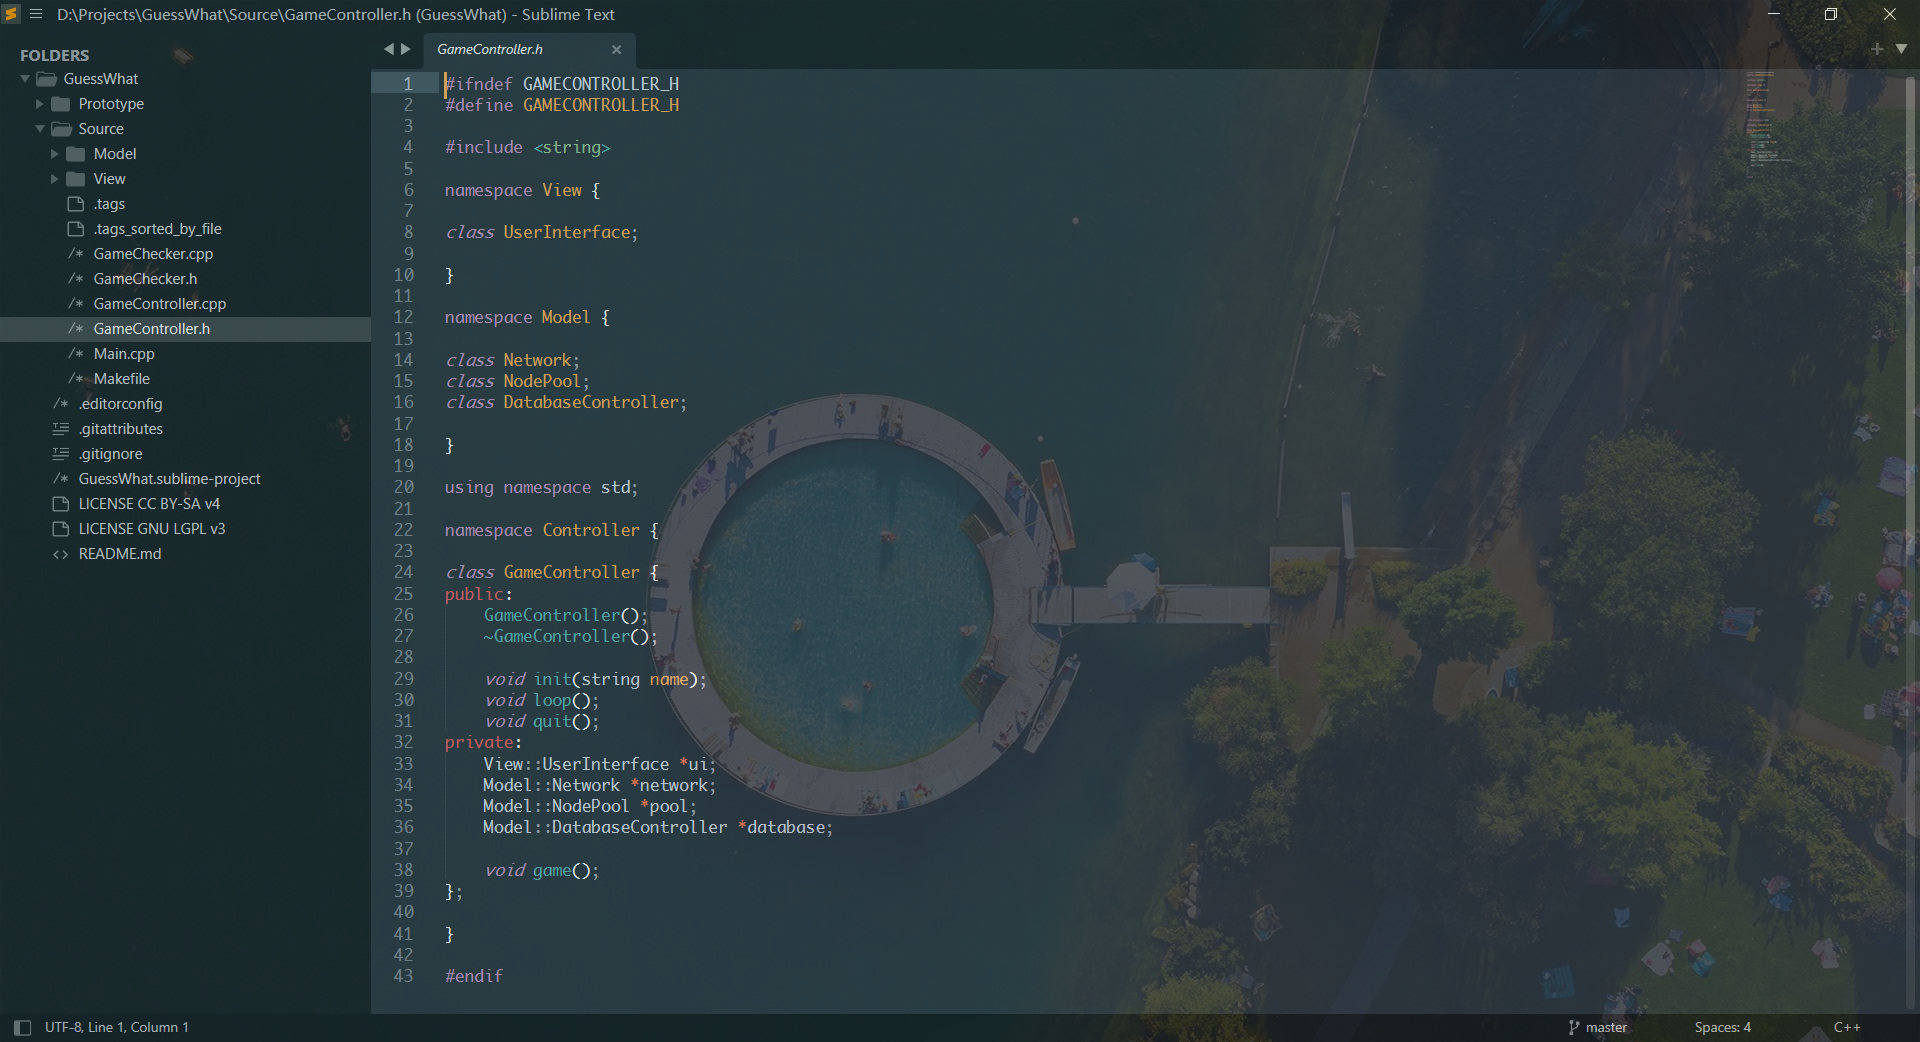 D:\Projects\GuessWhat\Source\GameController.h (GuessWhat) - Sublime Text
FOLDERS
GuessWhat
Prototype
Source
Model
View
.tags
.tags_sorted_by_file
/* GameChecker.cpp
/* GameChecker.h
/* GameController.cpp
/* GameController.h
/* Main.cpp
/* Makefile
/* .editorconfig
.gitattributes
.gitignore
/* GuessWhat.sublime-project
LICENSE CC BY-SA v4
LICENSE GNU LGPL v3
<> README.md
GameController.h
1 #ifndef GAMECONTROLLER_H
2 #define GAMECONTROLLER_H
3
4 #include <string>
5
6 namespace View {
7
8 class UserInterface;
9
10 }
11
12 namespace Model {
13
14 class Network;
15 class NodePool;
16 class DatabaseController;
17
18 }
19
20 using namespace std;
21
22 namespace Controller {
23
24 class GameController {
25 public:
26     GameController();
27     ~GameController();
28
29     void init(string name);
30     void loop();
31     void quit();
32 private:
33     View::UserInterface *ui;
34     Model::Network *network;
35     Model::NodePool *pool;
36     Model::DatabaseController *database;
37
38     void game();
39 };
40
41 }
42
43 #endif
UTF-8, Line 1, Column 1
master
Spaces: 4
C++